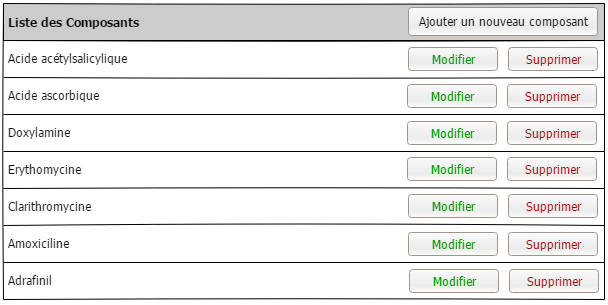 Liste des Composants Ajouter un nouveau composant
Acide acétylsalicylique Modifier Supprimer
Acide ascorbique Modifier Supprimer
Doxylamine Modifier Supprimer
Erythomycine Modifier Supprimer
Clarithromycine Modifier Supprimer
Amoxiciline Modifier Supprimer
Adrafinil Modifier Supprimer